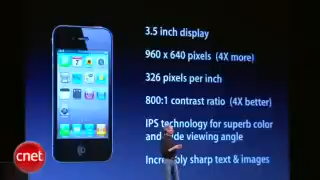 3.5 inch display
960 x 640 pixels (4X more)
326 pixels per inch
800:1 contrast ratio (4X better)
IPS technology for superb color
and wide viewing angle
Incredibly sharp text & images
cnet